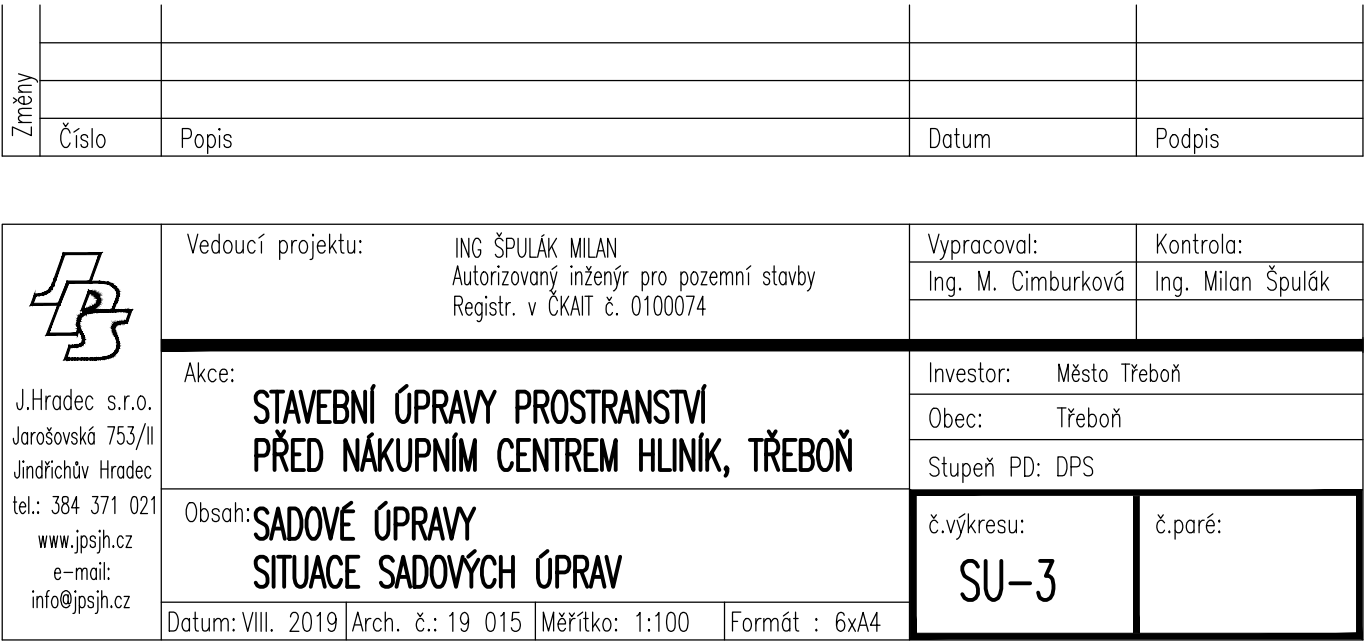 Změny
Číslo Popis Datum Podpis
JPS
J.Hradec s.r.o.
Jarošovská 753/II
Jindřichův Hradec
tel.: 384 371 021
www.jpsjh.cz
e-mail:
info@jpsjh.cz
Vedoucí projektu: ING ŠPULÁK MILAN
Autorizovaný inženýr pro pozemní stavby
Registr. v ČKAIT č. 0100074
Vypracoval: Kontrola:
Ing. M. Cimburková Ing. Milan Špulák
Akce:
STAVEBNÍ ÚPRAVY PROSTRANSTVÍ
PŘED NÁKUPNÍM CENTREM HLINÍK, TŘEBOŇ
Investor: Město Třeboň
Obec: Třeboň
Stupeň PD: DPS
Obsah: SADOVÉ ÚPRAVY
SITUACE SADOVÝCH ÚPRAV
č.výkresu: č.paré:
SU-3
Datum: VIII. 2019 Arch. č.: 19 015 Měřítko: 1:100 Formát : 6xA4